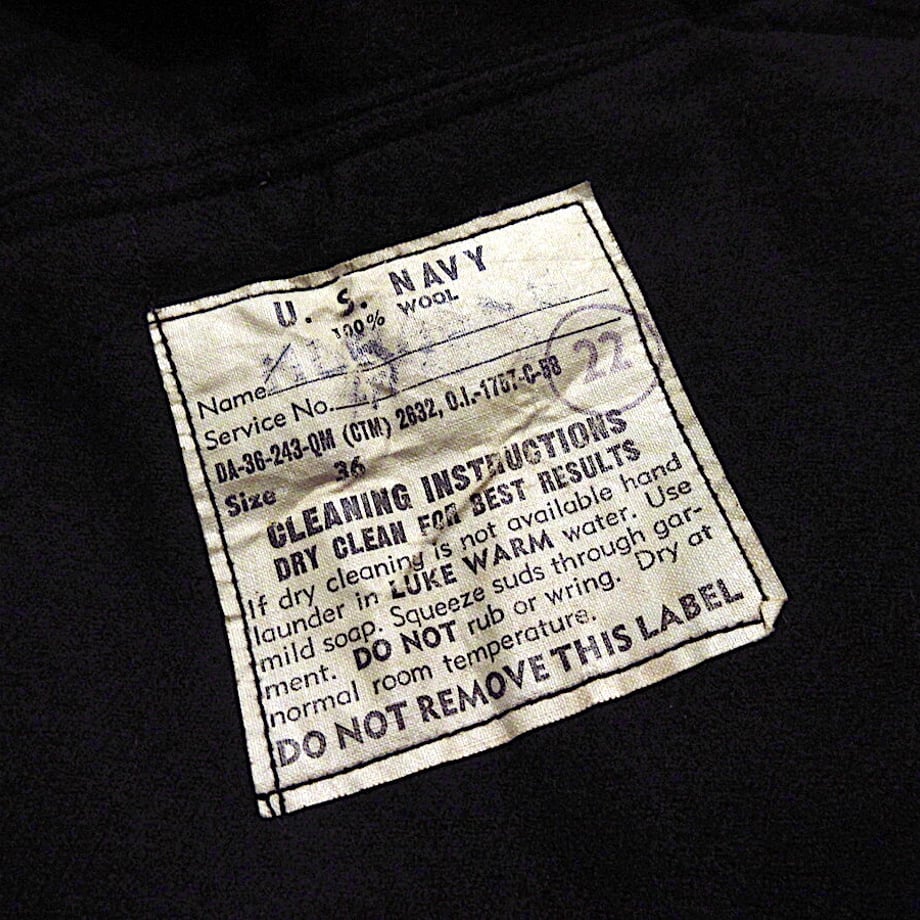 U. S. NAVY
100% WOOL
Name
Service No.
22
DA-36-243-QM (CTM) 2632, O.I.-1767-C-58
Size 36
CLEANING INSTRUCTIONS
DRY CLEAN FOR BEST RESULTS
If dry cleaning is not available hand
launder in LUKE WARM water. Use
mild soap. Squeeze suds through gar-
ment. DO NOT rub or wring. Dry at
normal room temperature.
DO NOT REMOVE THIS LABEL